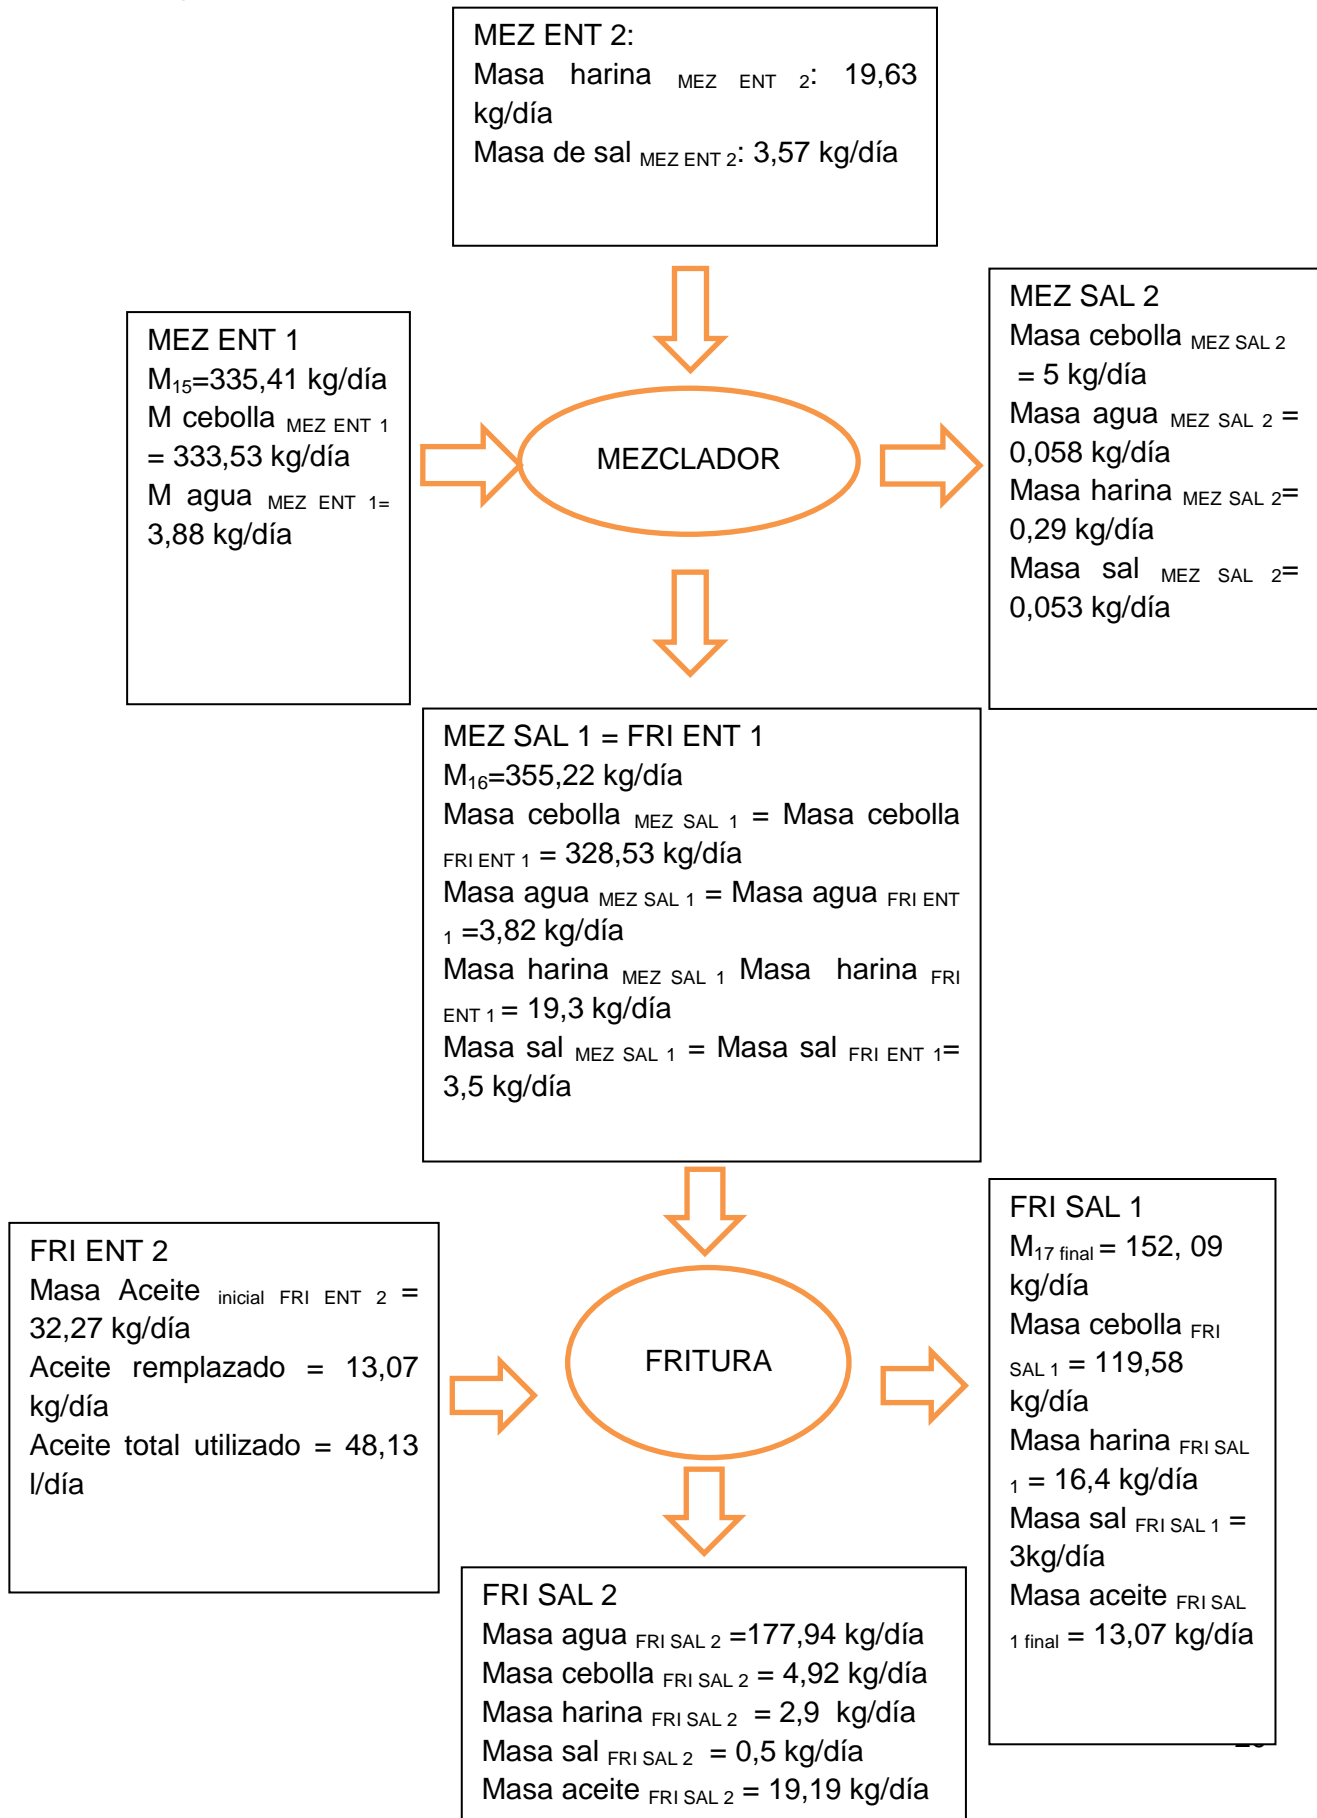 MEZ ENT 2:
Masa harina MEZ ENT 2: 19,63
kg/día
Masa de sal MEZ ENT 2: 3,57 kg/día
MEZ ENT 1
M15=335,41 kg/día
M cebolla MEZ ENT 1
= 333,53 kg/día
M agua MEZ ENT 1=
3,88 kg/día
MEZCLADOR
MEZ SAL 2
Masa cebolla MEZ SAL 2
= 5 kg/día
Masa agua MEZ SAL 2 =
0,058 kg/día
Masa harina MEZ SAL 2=
0,29 kg/día
Masa sal MEZ SAL 2=
0,053 kg/día
MEZ SAL 1 = FRI ENT 1
M16=355,22 kg/día
Masa cebolla MEZ SAL 1 = Masa cebolla
FRI ENT 1 = 328,53 kg/día
Masa agua MEZ SAL 1 = Masa agua FRI ENT
1 =3,82 kg/día
Masa harina MEZ SAL 1 Masa harina FRI
ENT 1 = 19,3 kg/día
Masa sal MEZ SAL 1 = Masa sal FRI ENT 1=
3,5 kg/día
FRI ENT 2
Masa Aceite inicial FRI ENT 2 =
32,27 kg/día
Aceite remplazado = 13,07
kg/día
Aceite total utilizado = 48,13
l/día
FRITURA
FRI SAL 1
M17 final = 152, 09
kg/día
Masa cebolla FRI
SAL 1 = 119,58
kg/día
Masa harina FRI SAL
1 = 16,4 kg/día
Masa sal FRI SAL 1 =
3kg/día
Masa aceite FRI SAL
1 final = 13,07 kg/día
FRI SAL 2
Masa agua FRI SAL 2 =177,94 kg/día
Masa cebolla FRI SAL 2 = 4,92 kg/día
Masa harina FRI SAL 2 = 2,9 kg/día
Masa sal FRI SAL 2 = 0,5 kg/día
Masa aceite FRI SAL 2 = 19,19 kg/día